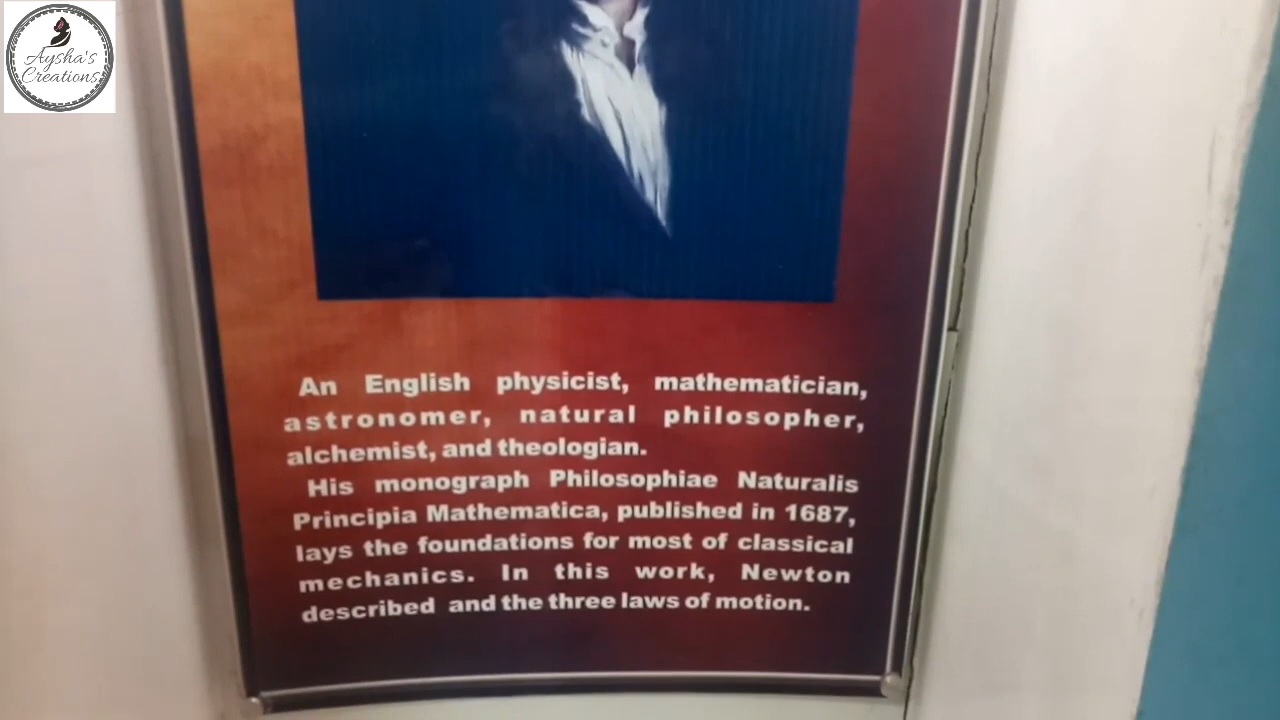 Aysha's
Creations
An English physicist, mathematician,
astronomer, natural philosopher,
alchemist, and theologian.
His monograph Philosophiae Naturalis
Principia Mathematica, published in 1687,
lays the foundations for most of classical
mechanics. In this work, Newton
described and the three laws of motion.